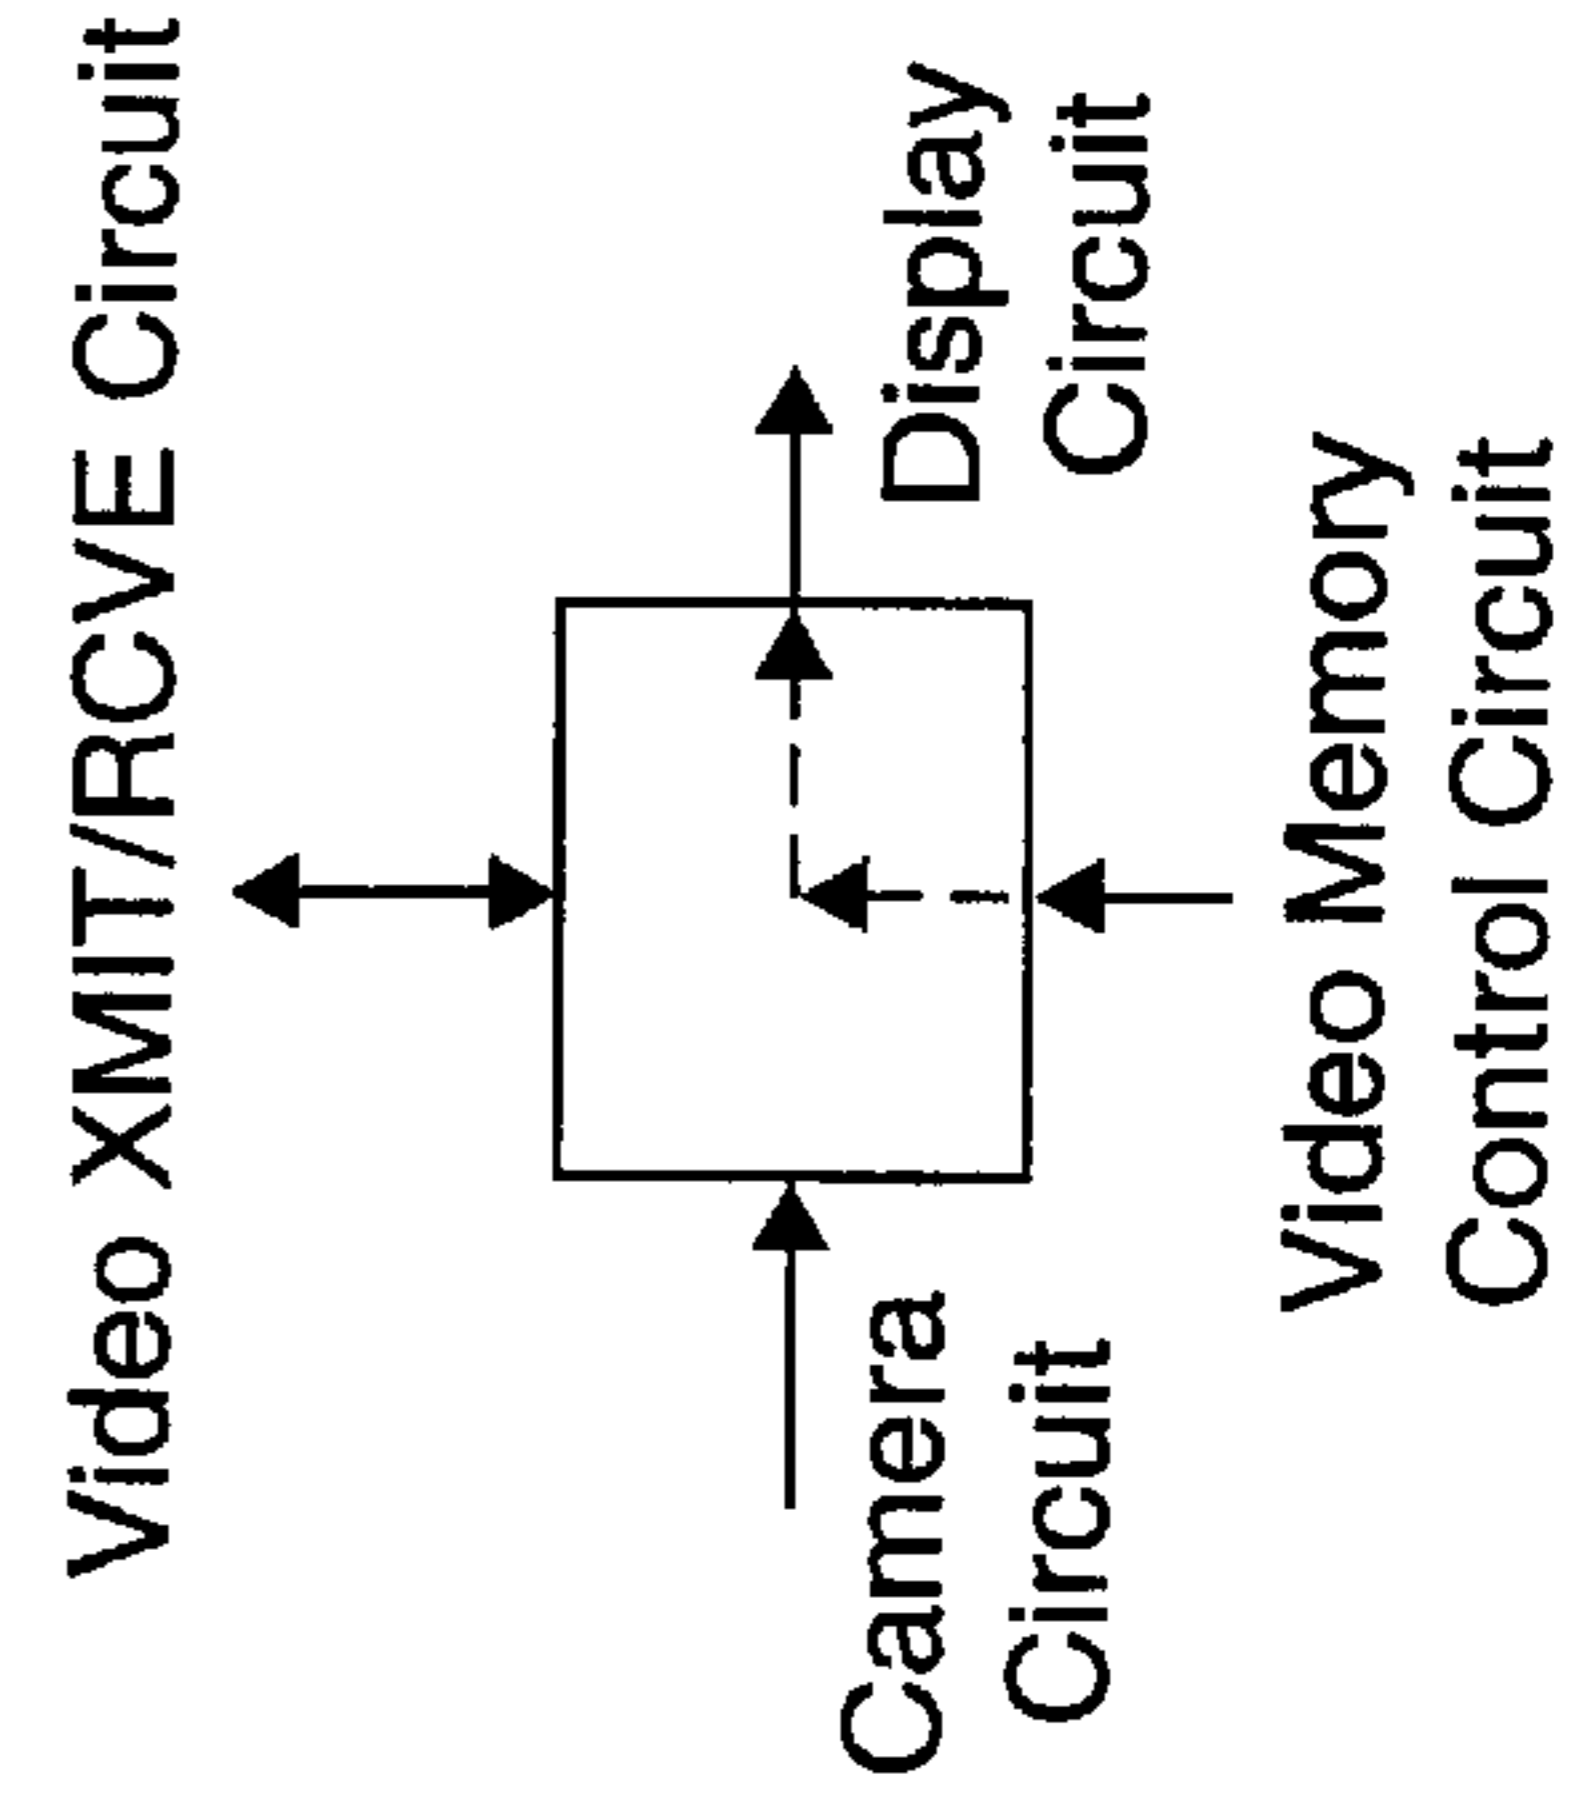 Video XMIT/RCVE Circuit
Camera
Circuit
Display
Circuit
Video Memory
Control Circuit